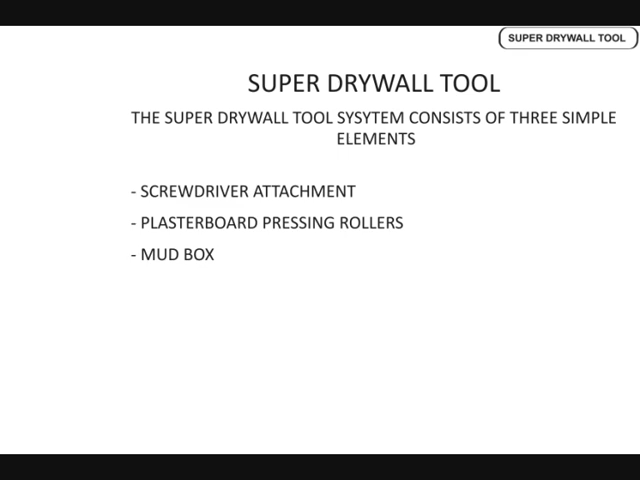 SUPER DRYWALL TOOL
SUPER DRYWALL TOOL
THE SUPER DRYWALL TOOL SYSYTEM CONSISTS OF THREE SIMPLE
ELEMENTS
- SCREWDRIVER ATTACHMENT
- PLASTERBOARD PRESSING ROLLERS
- MUD BOX